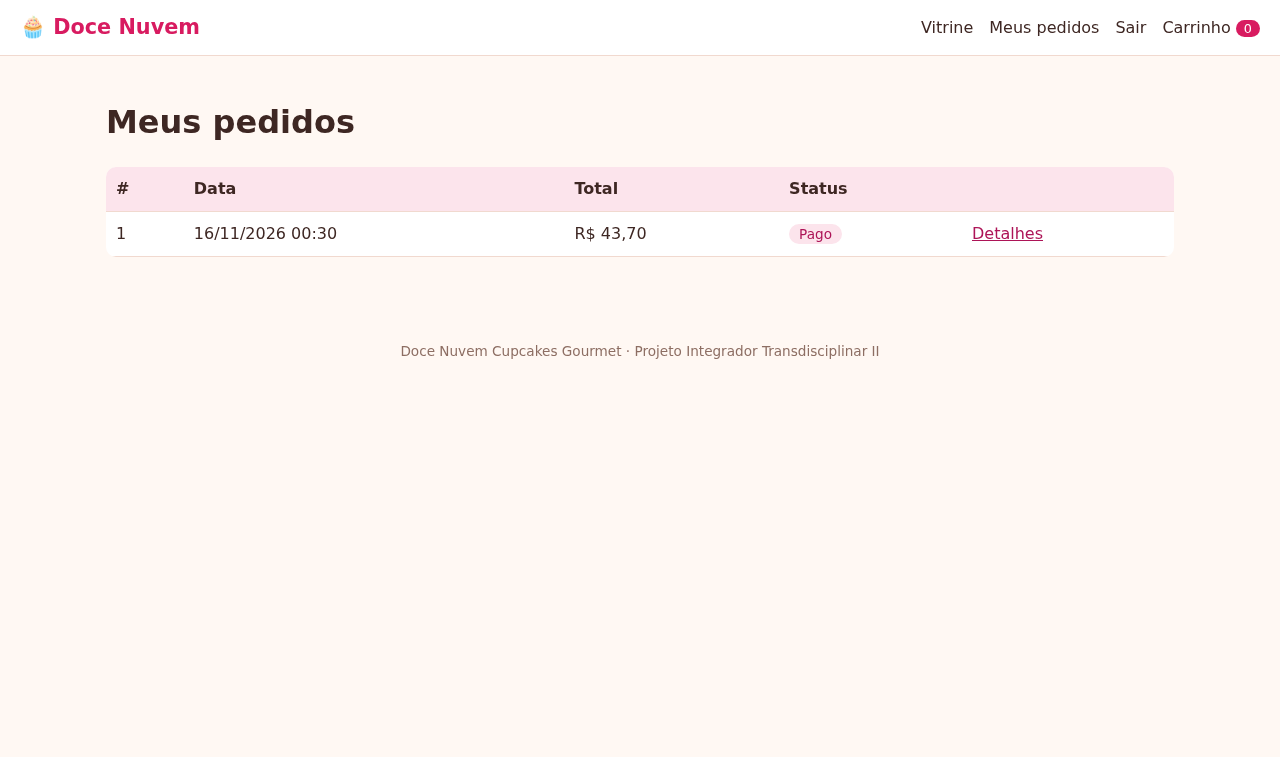 🧁 Doce Nuvem
Vitrine Meus pedidos Sair Carrinho 0
Meus pedidos
# Data Total Status
1 16/11/2026 00:30 R$ 43,70 Pago Detalhes
Doce Nuvem Cupcakes Gourmet · Projeto Integrador Transdisciplinar II